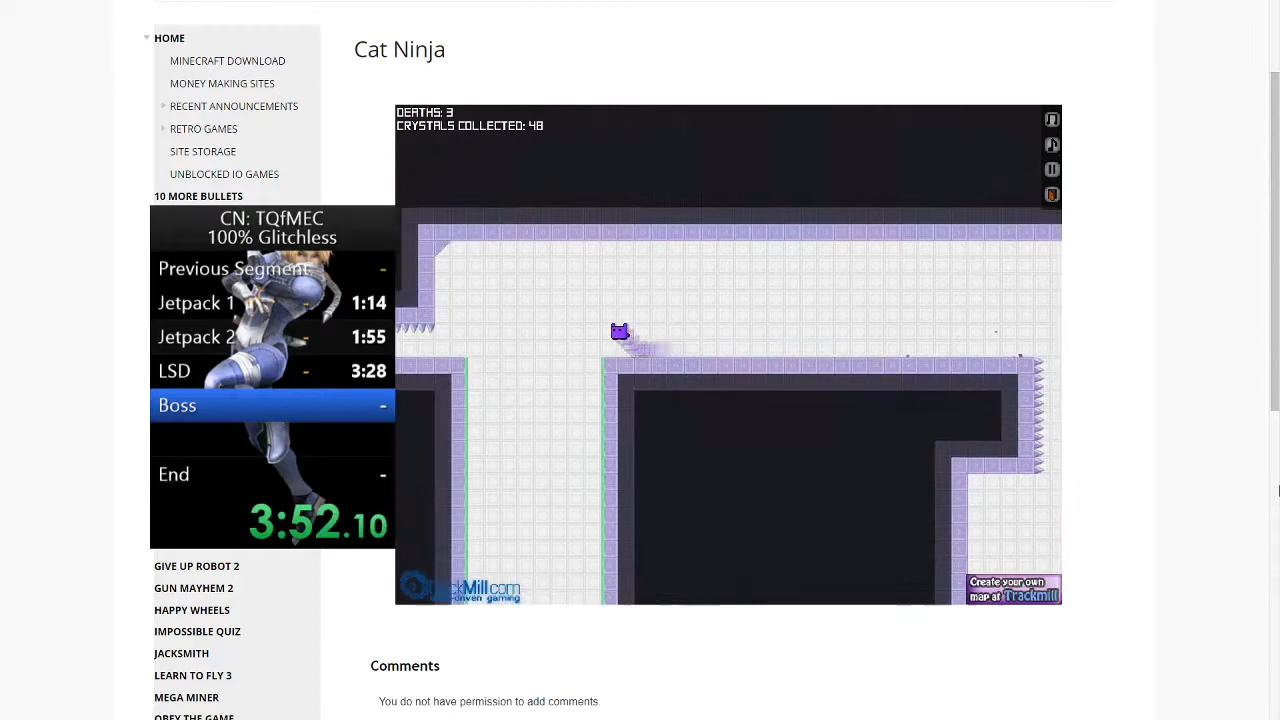 HOME
MINECRAFT DOWNLOAD
MONEY MAKING SITES
RECENT ANNOUNCEMENTS
RETRO GAMES
SITE STORAGE
UNBLOCKED IO GAMES
10 MORE BULLETS
CN: TQfMEC
100% Glitchless
Previous Segment -
Jetpack 1 - 1:14
Jetpack 2 - 1:55
LSD - 3:28
Boss -
End -
3:52.10
GIVE UP ROBOT 2
GUN MAYHEM 2
HAPPY WHEELS
IMPOSSIBLE QUIZ
JACKSMITH
LEARN TO FLY 3
MEGA MINER
OBEY THE GAME
Cat Ninja
DEATHS: 3
CRYSTALS COLLECTED: 48
-driven gaming
Create your own
map at Trackmill
Comments
You do not have permission to add comments.